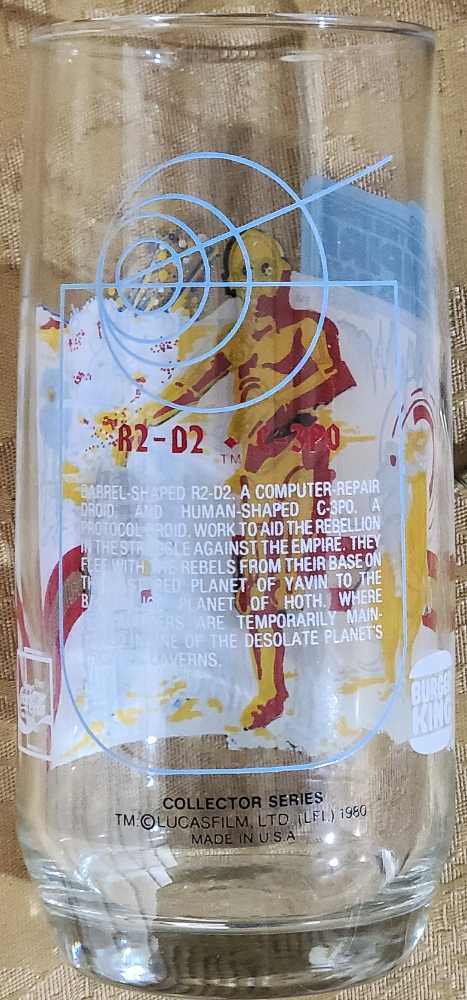 R2-D2 ◆ C-3PO
TM
BARREL-SHAPED R2-D2, A COMPUTER-REPAIR
DROID, AND HUMAN-SHAPED C-3PO, A
PROTOCOL DROID, WORK TO AID THE REBELLION
IN THE STRUGGLE AGAINST THE EMPIRE. THEY
FLEE WITH THE REBELS FROM THEIR BASE ON
PLANET OF YAVIN TO THE
PLANET OF HOTH, WHERE
ARE TEMPORARILY MAIN-
OF THE DESOLATE PLANET'S
CAVERNS.
Coca-Cola
BURGER
KING
COLLECTOR SERIES
TM:©LUCASFILM, LTD. (LFL) 1980
MADE IN U.S.A.